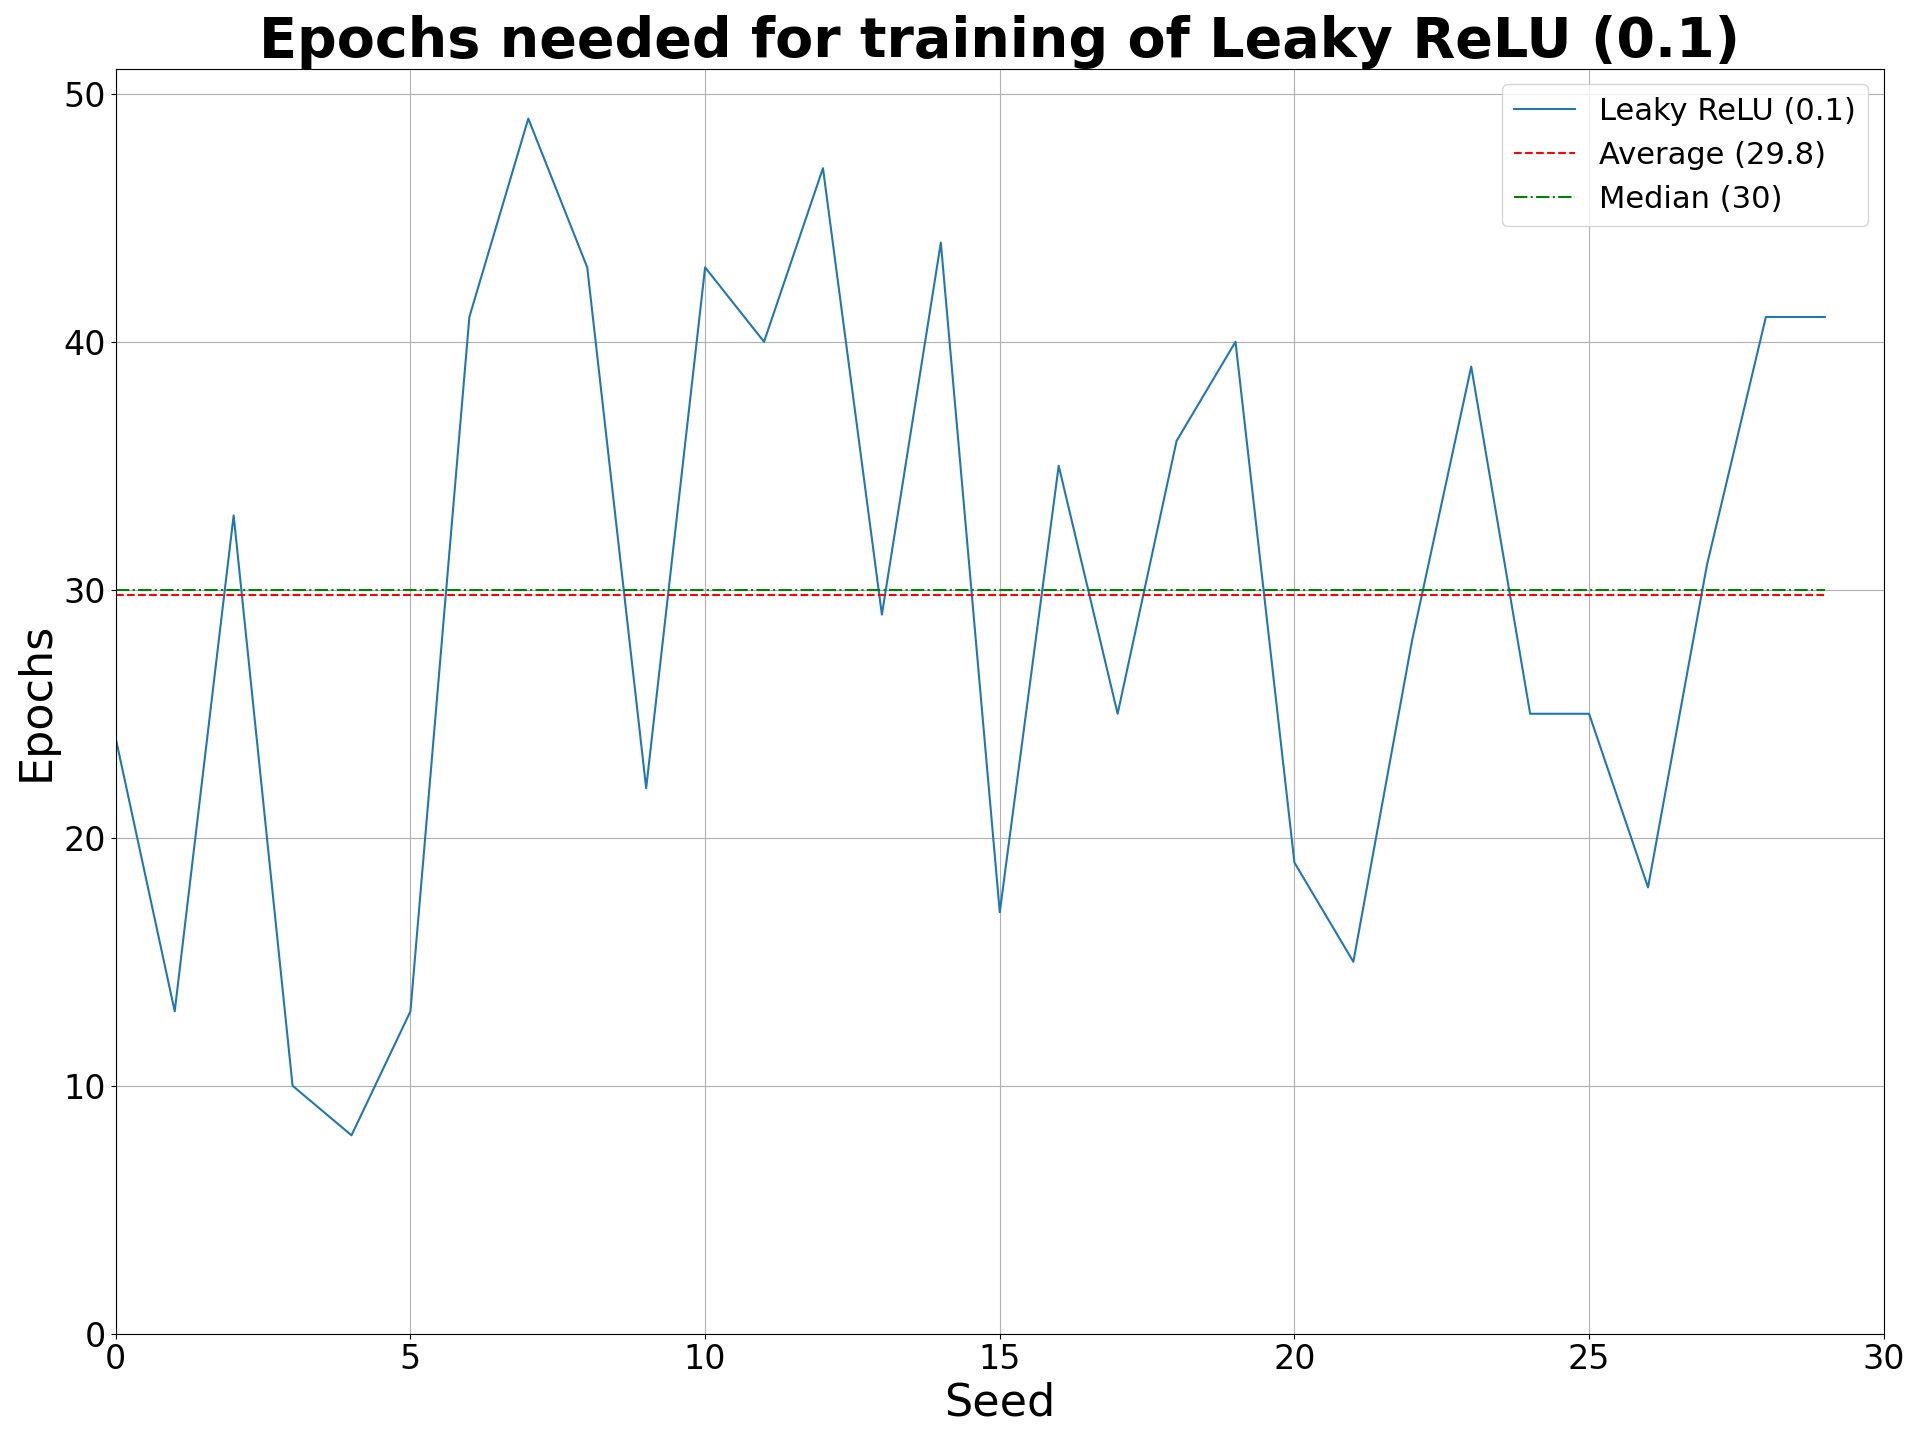 Epochs needed for training of Leaky ReLU (0.1)
Leaky ReLU (0.1)
Average (29.8)
Median (30)
Epochs
50
40
30
20
10
0
0 5 10 15 20 25 30
Seed